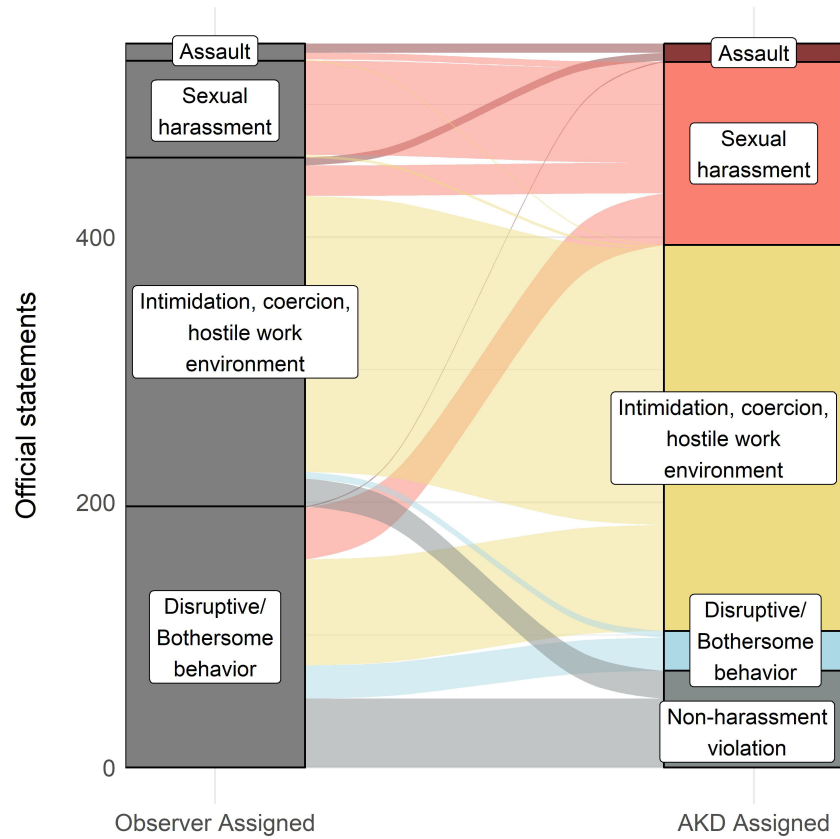 Assault
Sexual
harassment
Intimidation, coercion,
hostile work
environment
Disruptive/
Bothersome
behavior
Assault
Sexual
harassment
Intimidation, coercion,
hostile work
environment
Disruptive/
Bothersome
behavior
Non-harassment
violation
Official statements
400
200
0
Observer Assigned
AKD Assigned